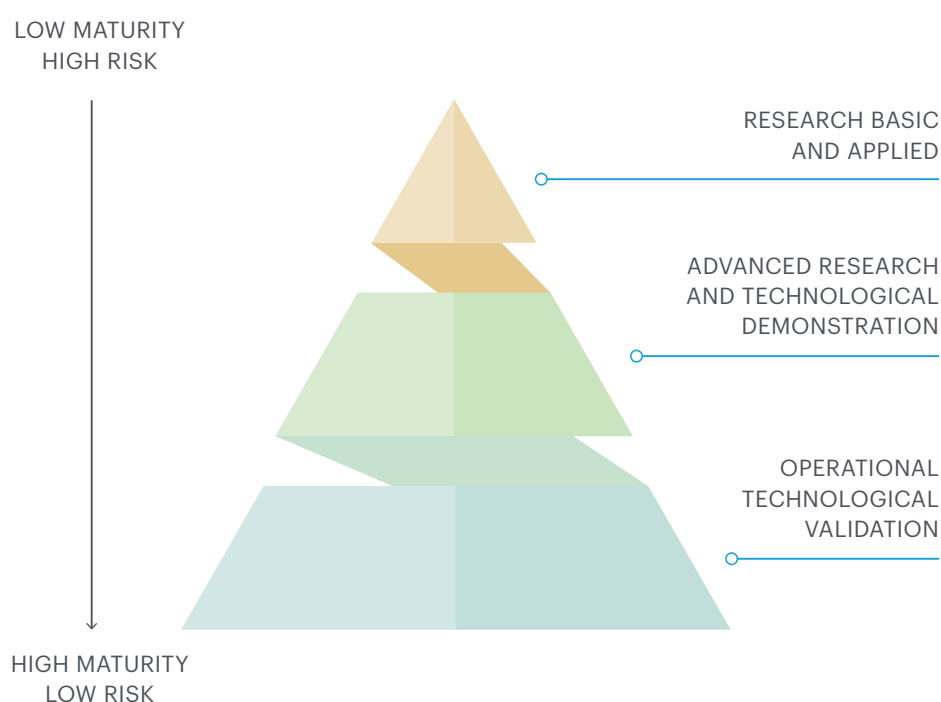 LOW MATURITY
HIGH RISK
RESEARCH BASIC
AND APPLIED
ADVANCED RESEARCH
AND TECHNOLOGICAL
DEMONSTRATION
OPERATIONAL
TECHNOLOGICAL
VALIDATION
HIGH MATURITY
LOW RISK